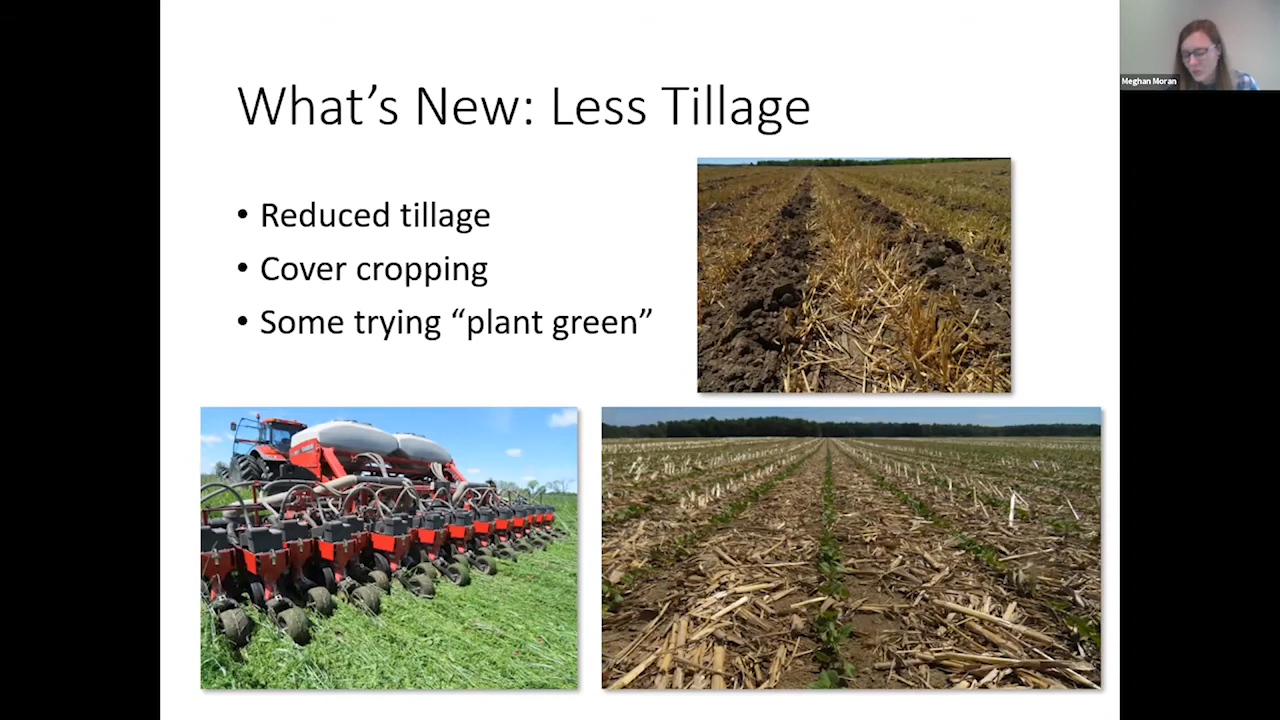 What’s New: Less Tillage
• Reduced tillage
• Cover cropping
• Some trying “plant green”
Meghan Moran